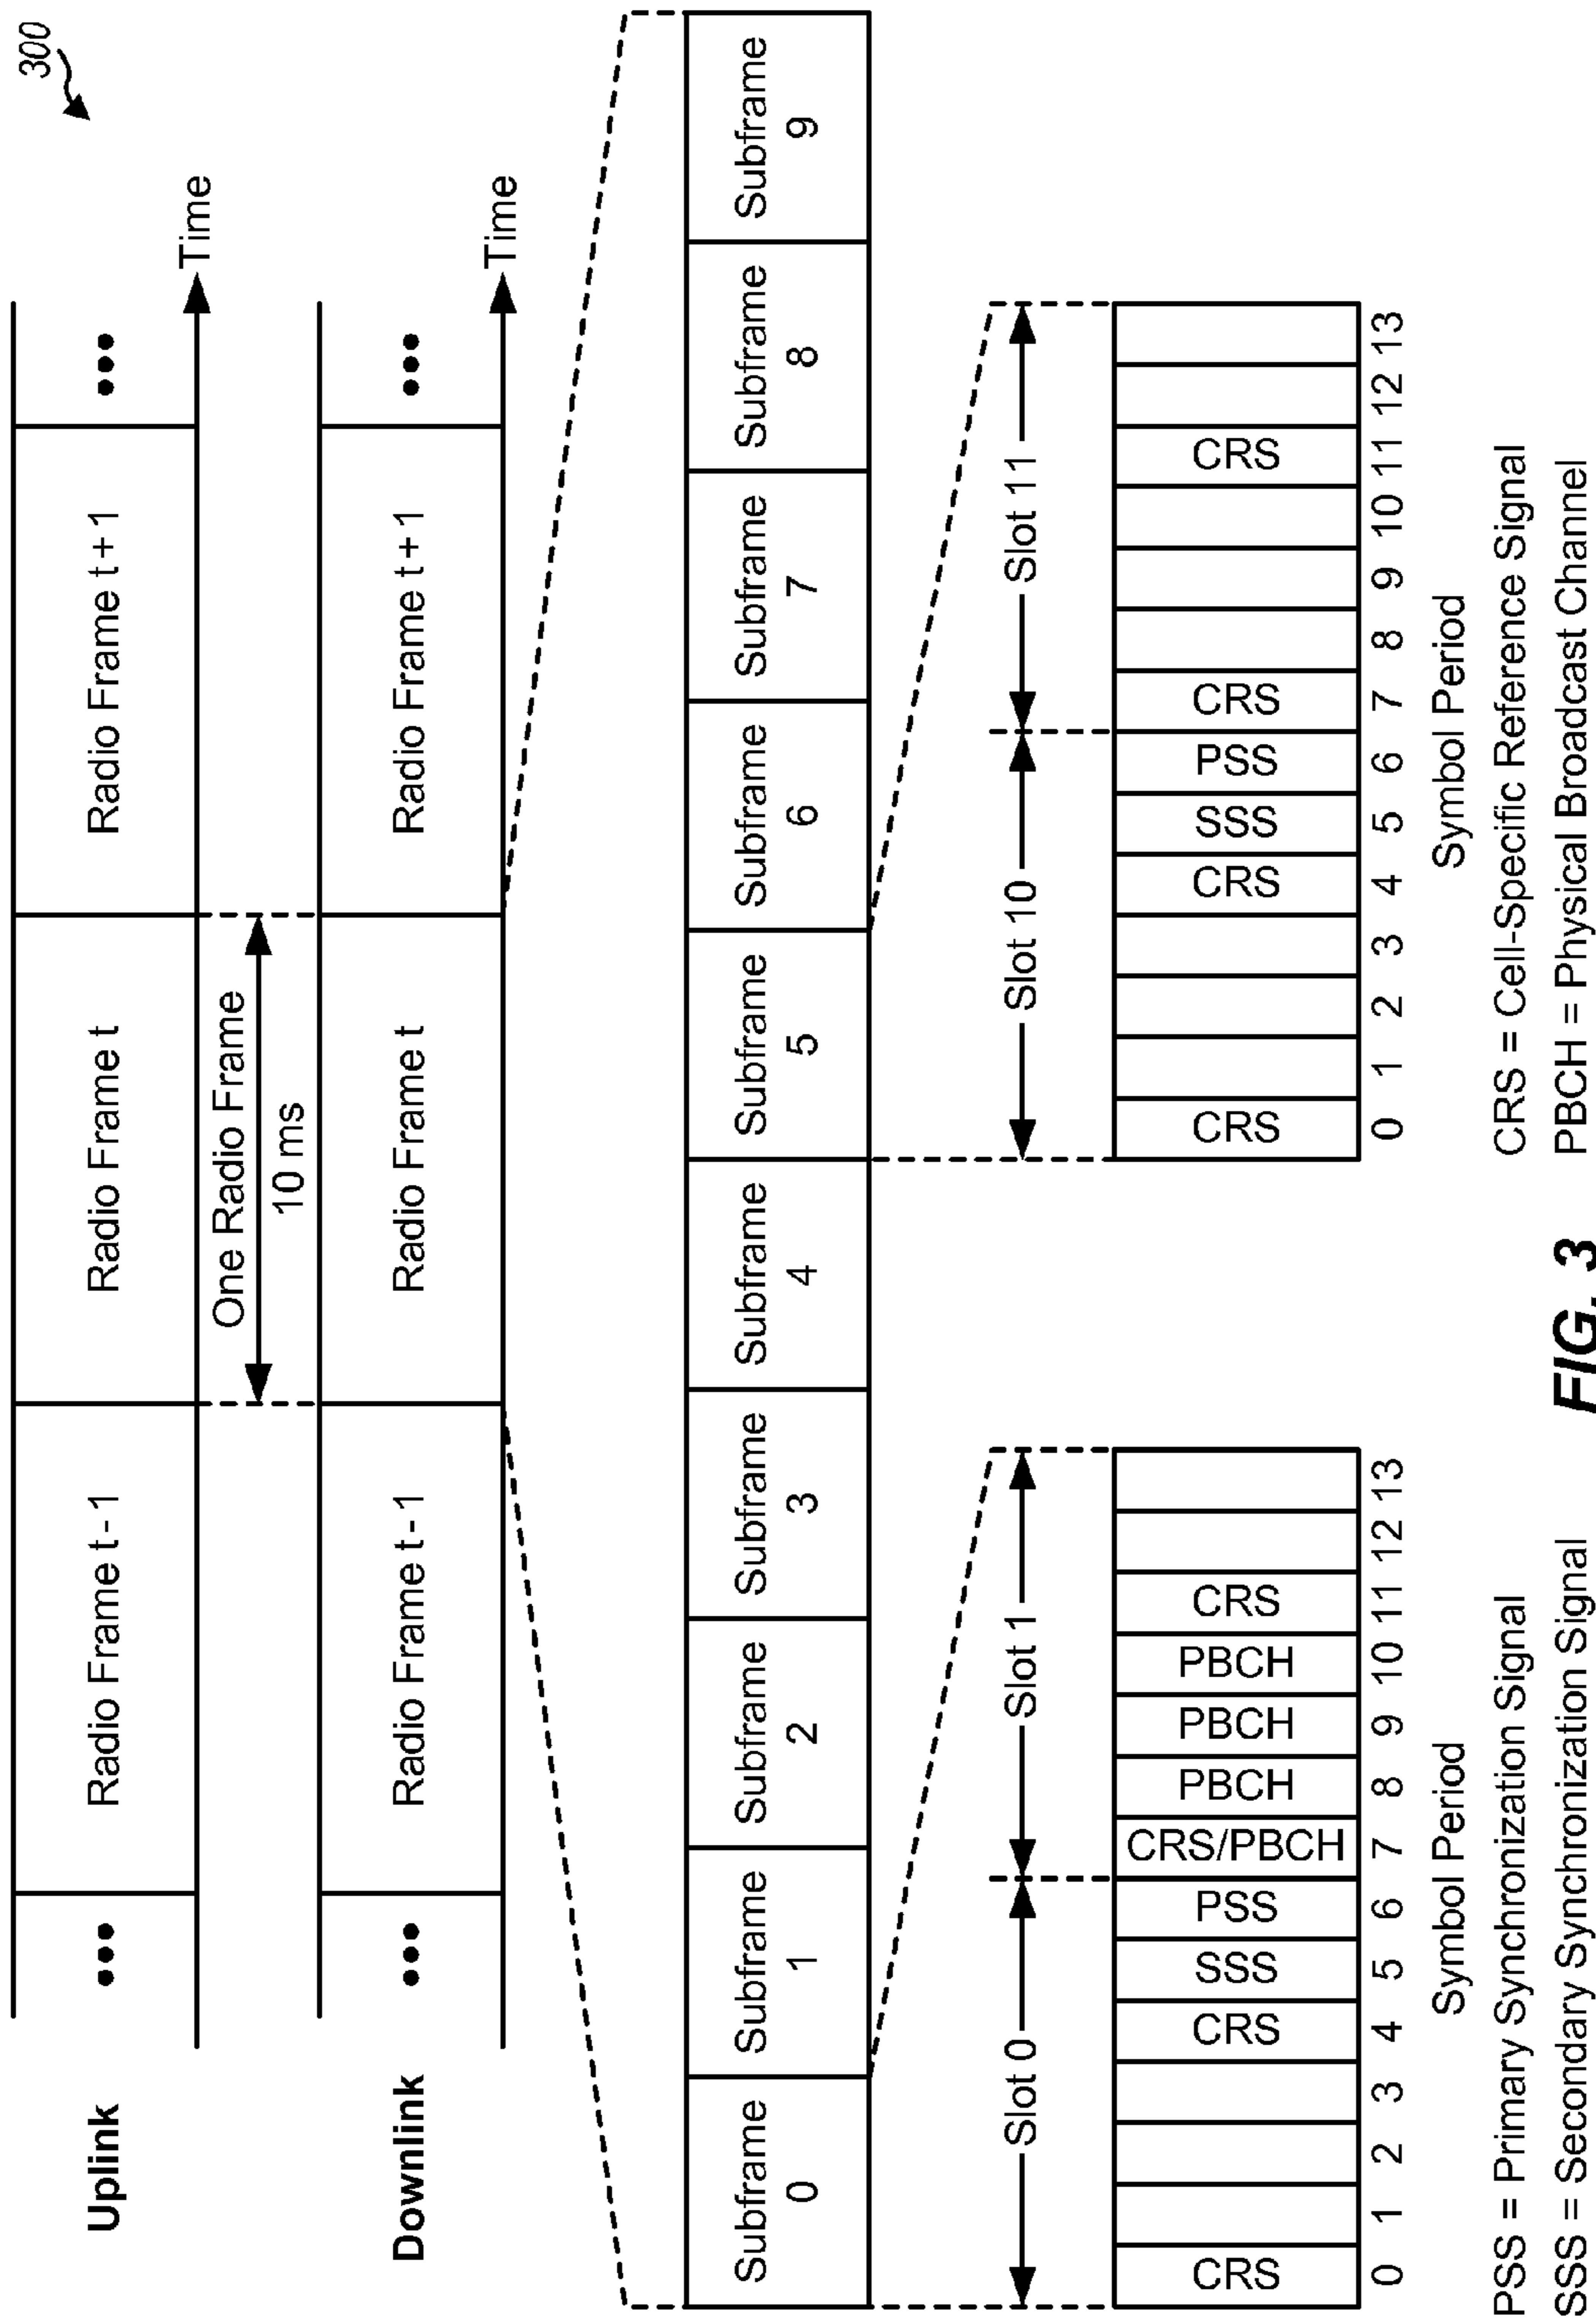 300
Uplink
••• Radio Frame t - 1 Radio Frame t Radio Frame t + 1 •••
Time
One Radio Frame
10 ms
Downlink
••• Radio Frame t - 1 Radio Frame t Radio Frame t + 1 •••
Time
Subframe 0
Subframe 1
Subframe 2
Subframe 3
Subframe 4
Subframe 5
Subframe 6
Subframe 7
Subframe 8
Subframe 9
Slot 0 Slot 1
CRS CRS SSS PSS CRS/PBCH PBCH PBCH PBCH CRS
0 1 2 3 4 5 6 7 8 9 10 11 12 13
Symbol Period
Slot 10 Slot 11
CRS CRS SSS PSS CRS CRS
0 1 2 3 4 5 6 7 8 9 10 11 12 13
Symbol Period
PSS = Primary Synchronization Signal
SSS = Secondary Synchronization Signal
CRS = Cell-Specific Reference Signal
PBCH = Physical Broadcast Channel
FIG. 3